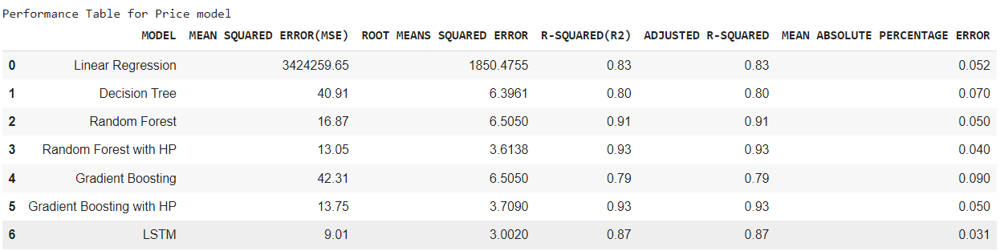 Performance Table for Price model
MODEL MEAN SQUARED ERROR(MSE) ROOT MEANS SQUARED ERROR R-SQUARED(R2) ADJUSTED R-SQUARED MEAN ABSOLUTE PERCENTAGE ERROR
0 Linear Regression 3424259.65 1850.4755 0.83 0.83 0.052
1 Decision Tree 40.91 6.3961 0.80 0.80 0.070
2 Random Forest 16.87 6.5050 0.91 0.91 0.050
3 Random Forest with HP 13.05 3.6138 0.93 0.93 0.040
4 Gradient Boosting 42.31 6.5050 0.79 0.79 0.090
5 Gradient Boosting with HP 13.75 3.7090 0.93 0.93 0.050
6 LSTM 9.01 3.0020 0.87 0.87 0.031